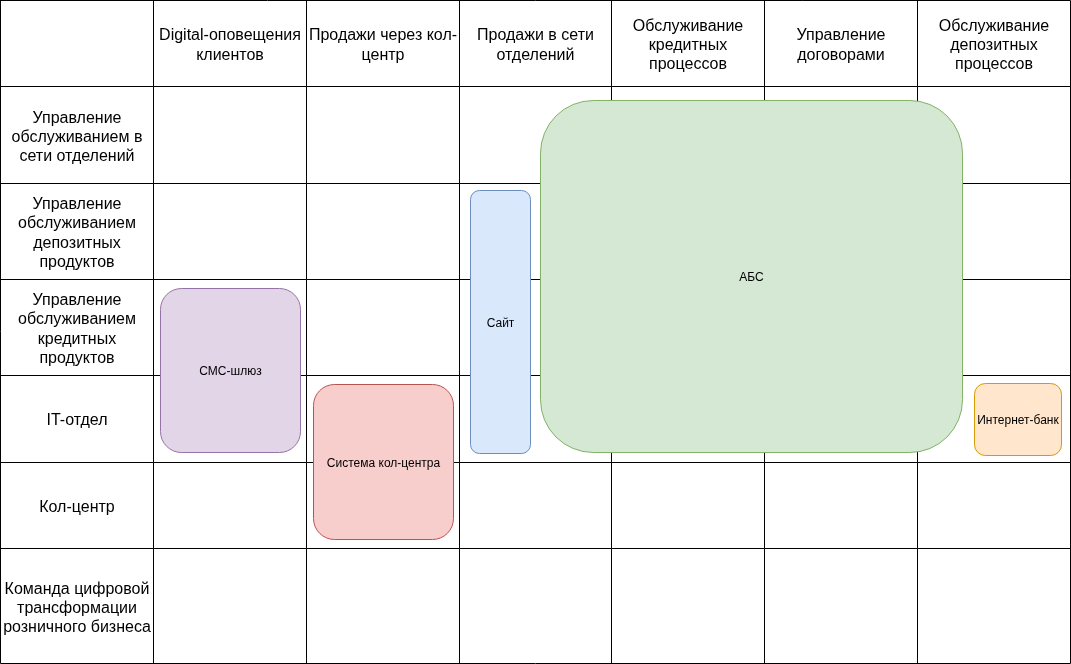 Digital-оповещения
клиентов
Продажи через кол-
центр
Продажи в сети
отделений
Обслуживание
кредитных
процессов
Управление
договорами
Обслуживание
депозитных
процессов
Управление
обслуживанием в
сети отделений
Управление
обслуживанием
депозитных
продуктов
Управление
обслуживанием
кредитных
продуктов
IT-отдел
Кол-центр
Команда цифровой
трансформации
розничного бизнеса
СМС-шлюз
Система кол-центра
Сайт
АБС
Интернет-банк